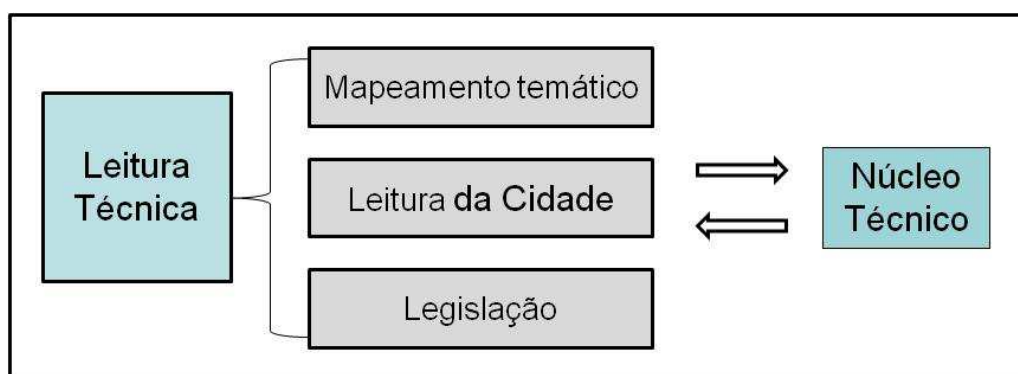 Mapeamento temático
Leitura
Técnica
Leitura da Cidade
Núcleo
Técnico
Legislação